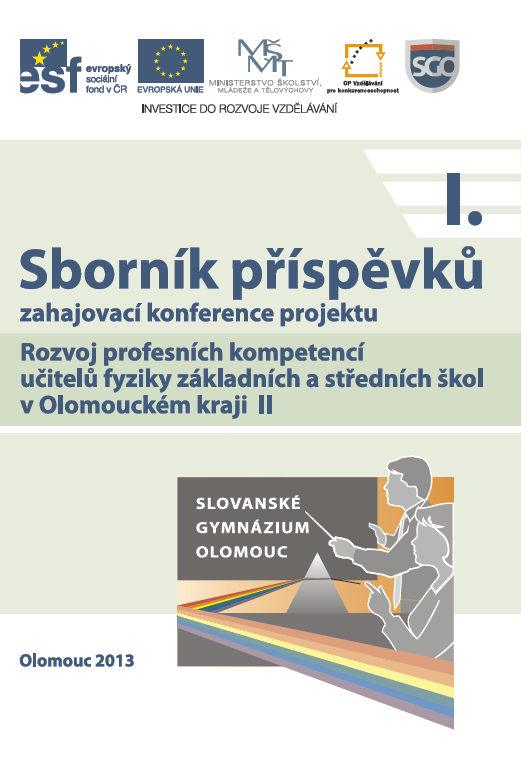 esf evropský
sociální
fond v ČR
EVROPSKÁ UNIE
MŠMT
MINISTERSTVO ŠKOLSTVÍ,
MLÁDEŽE A TĚLOVÝCHOVY
OP Vzdělávání
pro konkurenceschopnost
SGO
INVESTICE DO ROZVOJE VZDĚLÁVÁNÍ
I.
Sborník příspěvků
zahajovací konference projektu
Rozvoj profesních kompetencí
učitelů fyziky základních a středních škol
v Olomouckém kraji II
SLOVANSKÉ
GYMNÁZIUM
OLOMOUC
Olomouc 2013